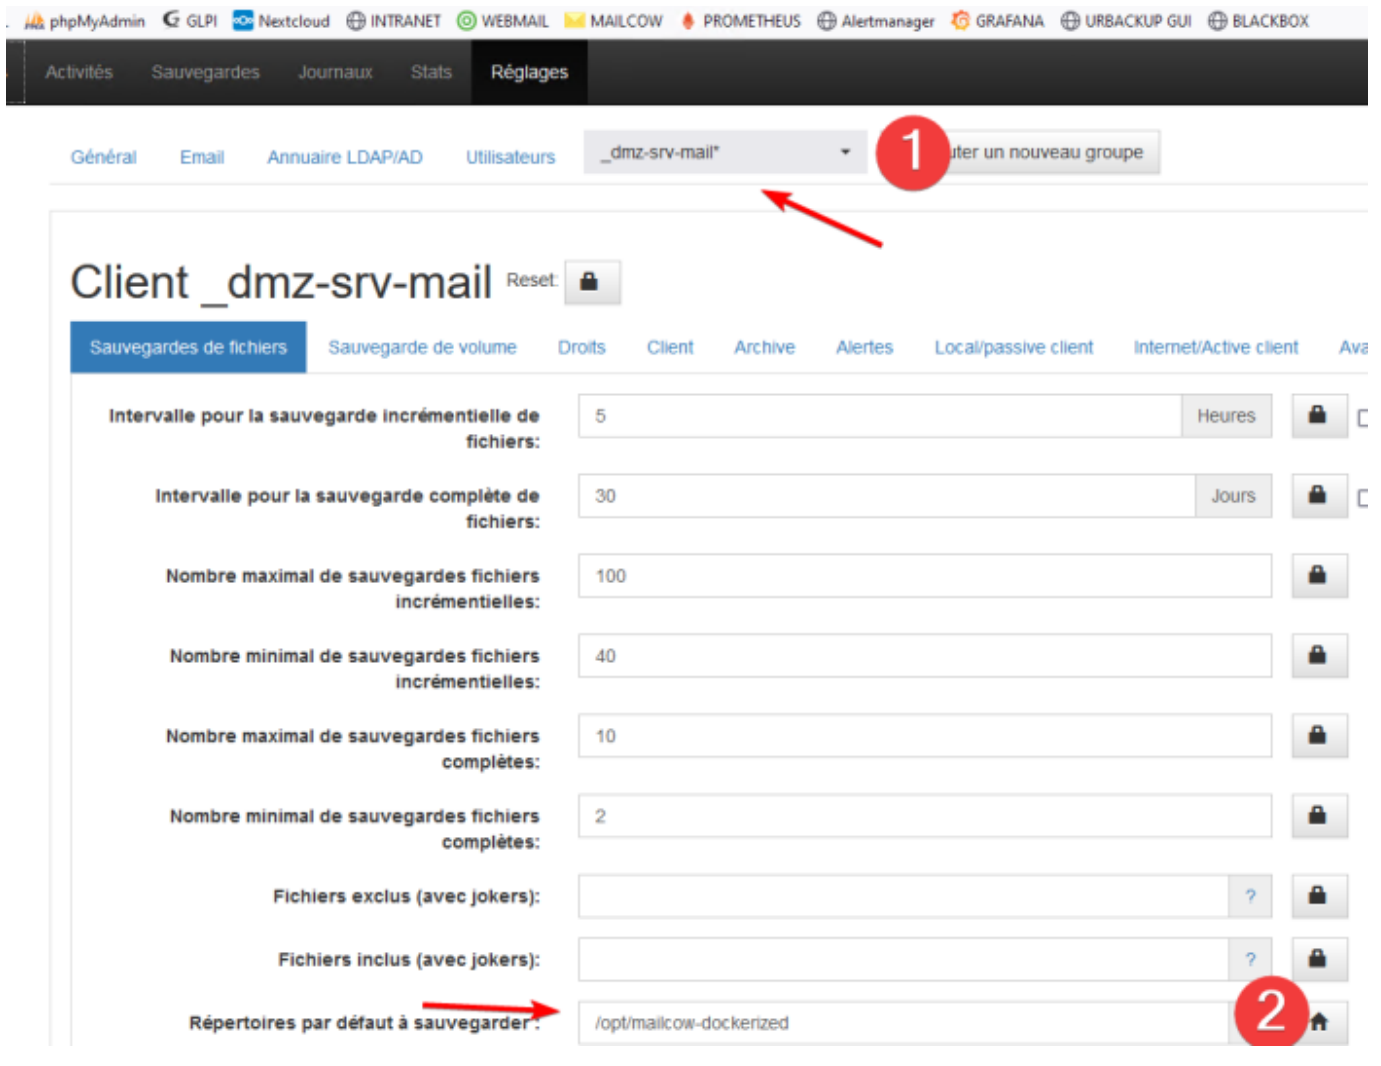 phpMyAdmin GLPI Nextcloud INTRANET WEBMAIL MAILCOW PROMETHEUS Alertmanager GRAFANA URBACKUP GUI BLACKBOX
Activités Sauvegardes Journaux Stats Réglages
Général Email Annuaire LDAP/AD Utilisateurs _dmz-srv-mail* 1 uter un nouveau groupe
Client _dmz-srv-mail Reset:
Sauvegardes de fichiers Sauvegarde de volume Droits Client Archive Alertes Local/passive client Internet/Active client Ava
Intervalle pour la sauvegarde incrémentielle de
fichiers:
5 Heures
Intervalle pour la sauvegarde complète de
fichiers:
30 Jours
Nombre maximal de sauvegardes fichiers
incrémentielles:
100
Nombre minimal de sauvegardes fichiers
incrémentielles:
40
Nombre maximal de sauvegardes fichiers
complètes:
10
Nombre minimal de sauvegardes fichiers
complètes:
2
Fichiers exclus (avec jokers): ?
Fichiers inclus (avec jokers): ?
Répertoires par défaut à sauvegarder : /opt/mailcow-dockerized 2